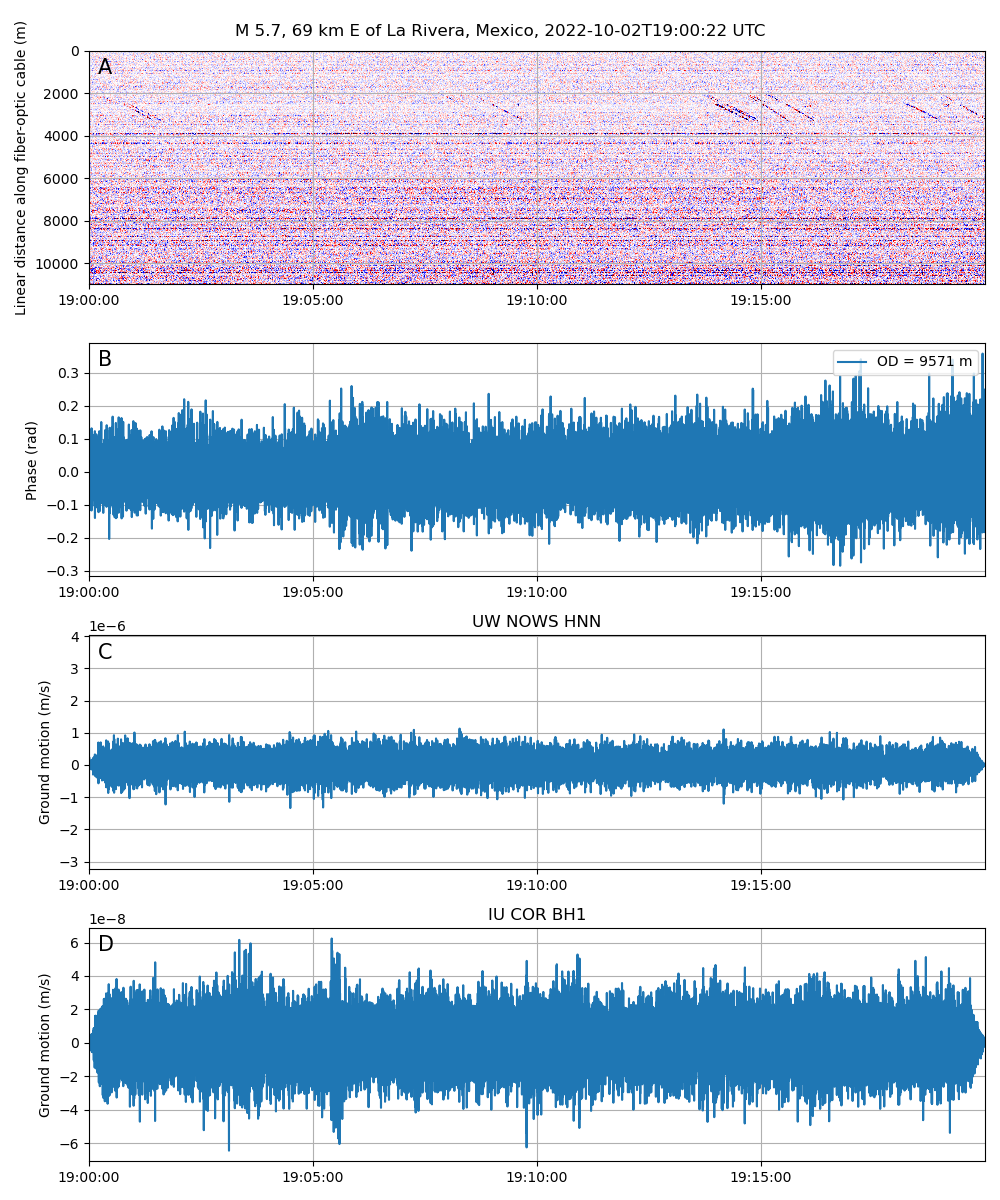 M 5.7, 69 km E of La Rivera, Mexico, 2022-10-02T19:00:22 UTC
Linear distance along fiber-optic cable (m)
A
0
2000
4000
6000
8000
10000
19:00:00 19:05:00 19:10:00 19:15:00
B
OD = 9571 m
Phase (rad)
0.3
0.2
0.1
0.0
−0.1
−0.2
−0.3
19:00:00 19:05:00 19:10:00 19:15:00
UW NOWS HNN
1e−6
C
Ground motion (m/s)
4
3
2
1
0
−1
−2
−3
19:00:00 19:05:00 19:10:00 19:15:00
IU COR BH1
1e−8
D
Ground motion (m/s)
6
4
2
0
−2
−4
−6
19:00:00 19:05:00 19:10:00 19:15:00